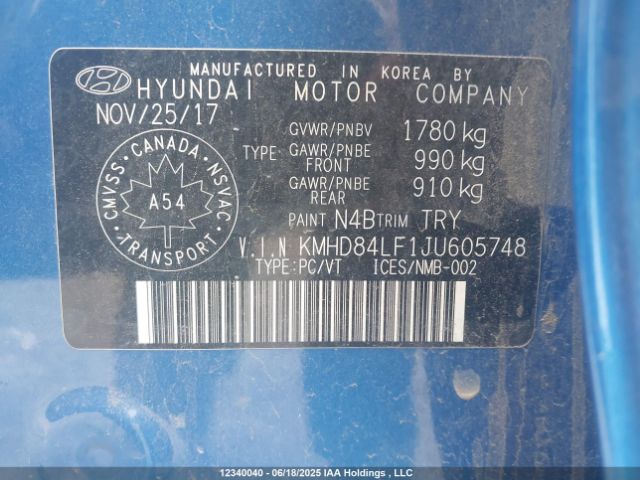 MANUFACTURED IN KOREA BY
HYUNDAI MOTOR COMPANY
NOV/25/17
GVWR/PNBV 1780 kg
TYPE GAWR/PNBE FRONT 990 kg
GAWR/PNBE REAR 910 kg
PAINT N4B TRIM TRY
CMVSS · CANADA · NSVAC
A54
TRANSPORT
V.I.N KMHD84LF1JU605748
TYPE:PC/VT ICES/NMB-002
12340040 - 06/18/2025 IAA Holdings , LLC